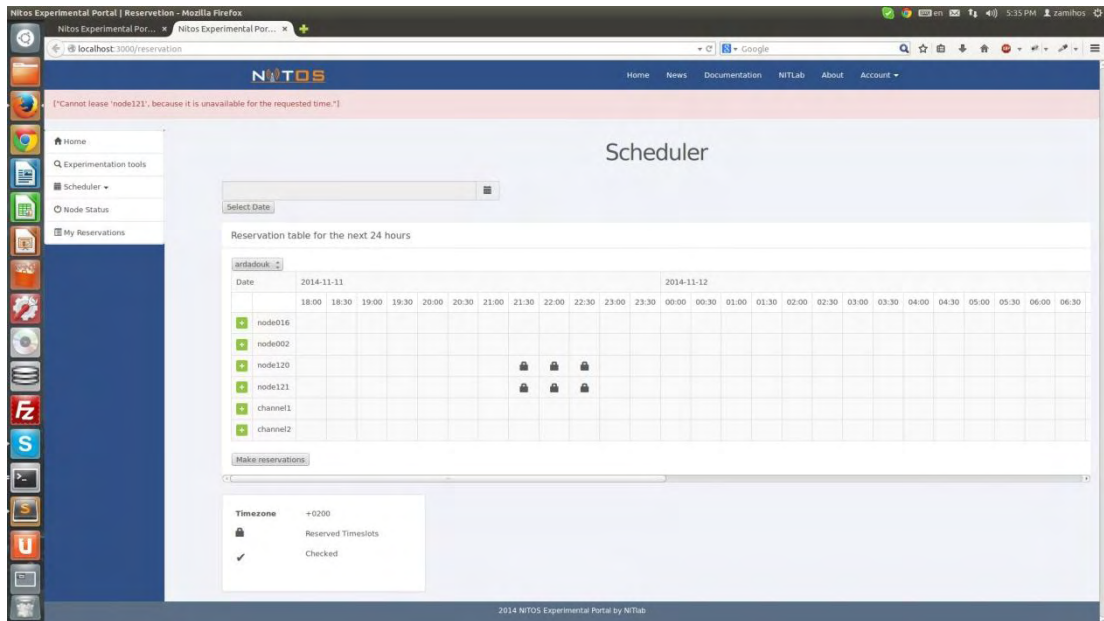 Nitos Experimental Portal | Reservetion - Mozilla Firefox
en 5:35 PM zamihos
Nitos Experimental Por... × Nitos Experimental Por... ×
localhost:3000/reservation Google
NITOS Home News Documentation NITLab About Account
["Cannot lease 'node121', because it is unavailable for the requested time."]
Home
Experimentation tools
Scheduler
Node Status
My Reservations
Scheduler
Select Date
Reservation table for the next 24 hours
ardadouk
Date 2014-11-11 2014-11-12
18:00 18:30 19:00 19:30 20:00 20:30 21:00 21:30 22:00 22:30 23:00 23:30 00:00 00:30 01:00 01:30 02:00 02:30 03:00 03:30 04:00 04:30 05:00 05:30 06:00 06:30
node016
node002
node120
node121
channel1
channel2
Make reservations
Timezone +0200
Reserved Timeslots
Checked
2014 NITOS Experimental Portal by NITlab